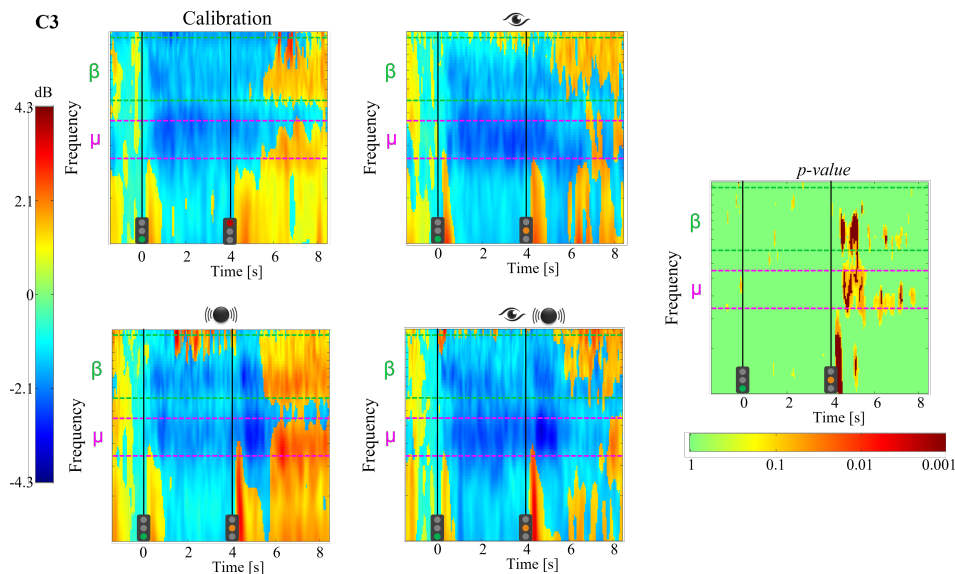 C3
Calibration
dB
4.3
2.1
0
-2.1
-4.3
β
μ
Frequency
0 2 4 6 8
Time [s]
β
μ
Frequency
0 2 4 6 8
Time [s]
p-value
β
μ
Frequency
0 2 4 6 8
Time [s]
1 0.1 0.01 0.001
β
μ
Frequency
0 2 4 6 8
Time [s]
β
μ
Frequency
0 2 4 6 8
Time [s]